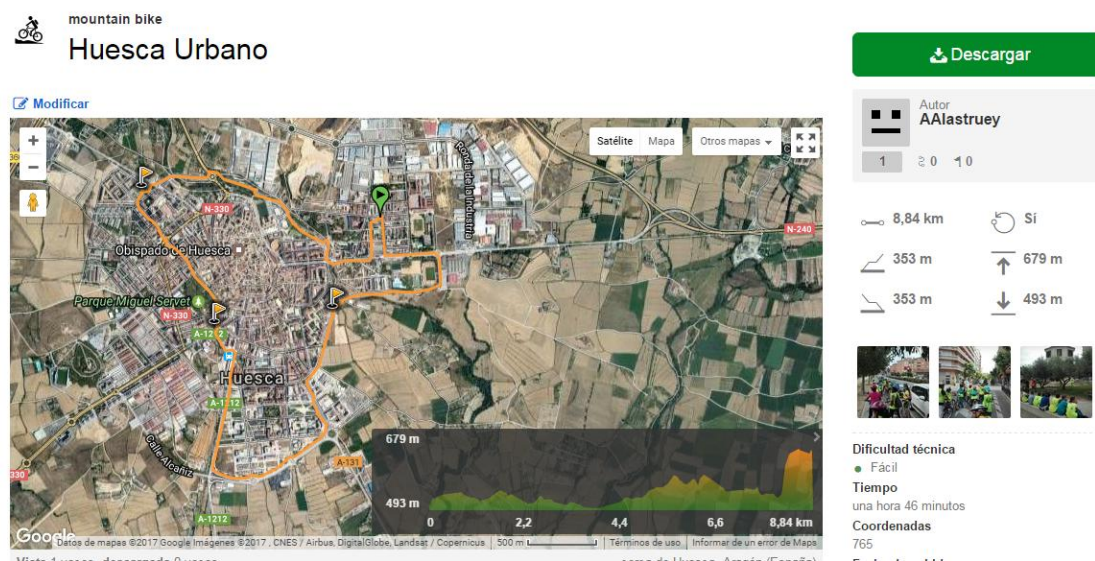 mountain bike
Huesca Urbano
Modificar
Descargar
Autor
AAlastruey
1 0 0
+
−
Satélite Mapa Otros mapas
Ronda de la Industria
N-330
N-240
Obispado de Huesca
Parque Miguel Servet
N-330
A-1212
Huesca
A-1212
Calle Alcañiz
A-131
330
A-1212
679 m
493 m
0 2,2 4,4 6,6 8,84 km
Google
Datos de mapas ©2017 Google Imágenes ©2017 , CNES / Airbus, DigitalGlobe, Landsat / Copernicus 500 m Términos de uso Informar de un error de Maps
8,84 km Sí
353 m 679 m
353 m 493 m
Dificultad técnica
Fácil
Tiempo
una hora 46 minutos
Coordenadas
765